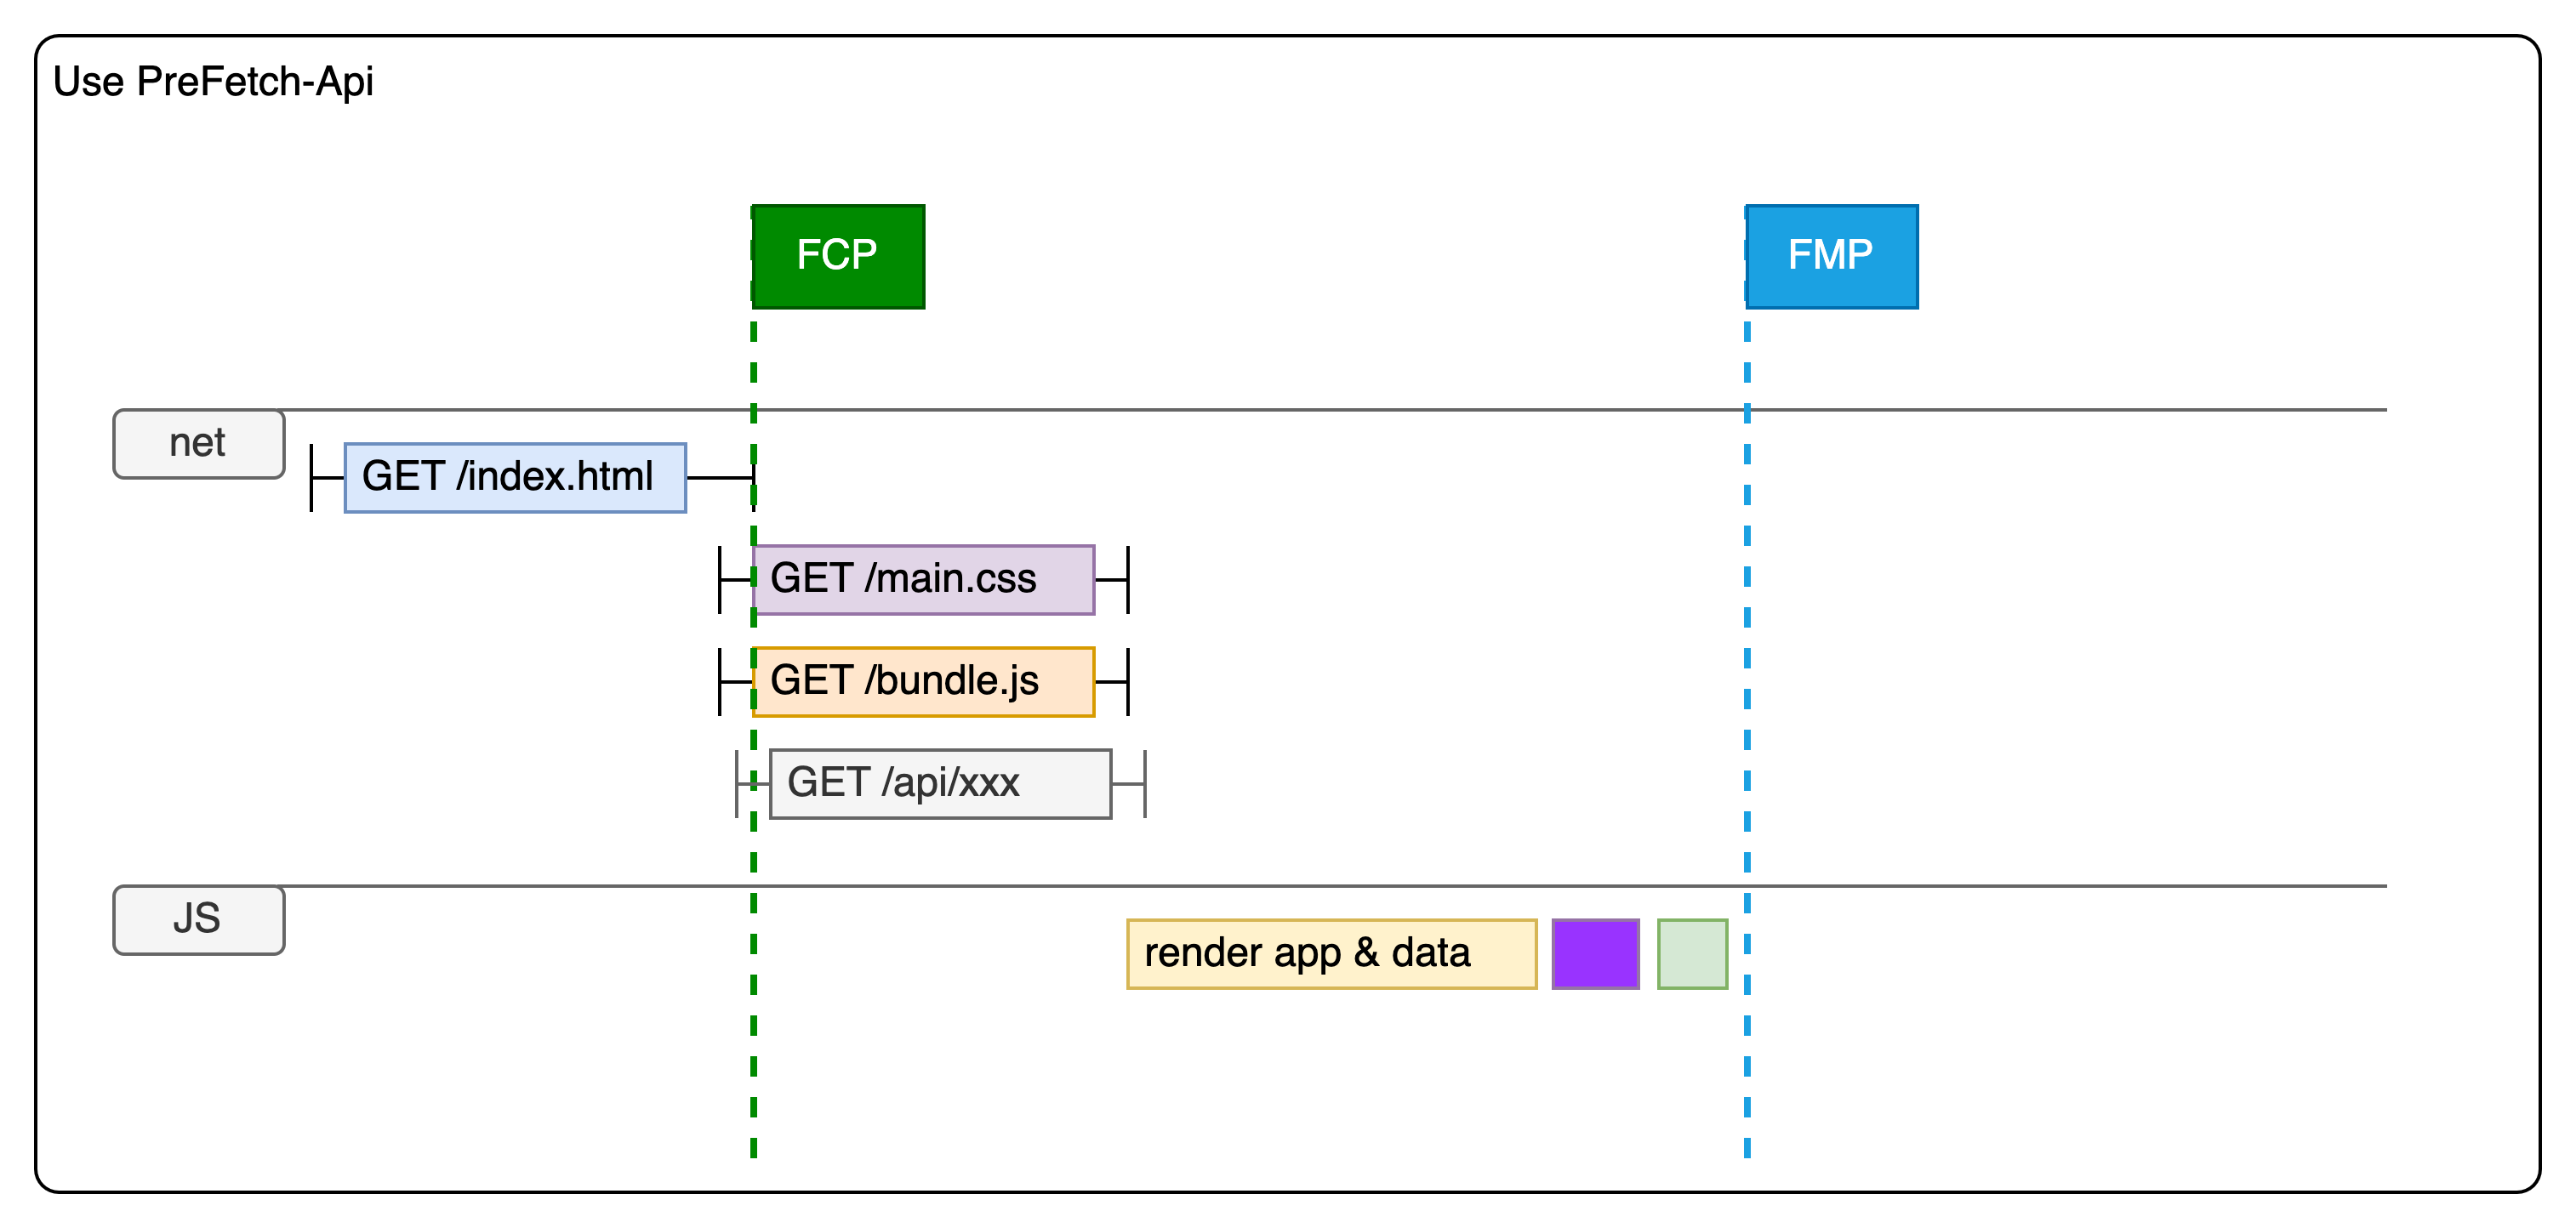 Use PreFetch-Api
FCP
FMP
net
GET /index.html
GET /main.css
GET /bundle.js
GET /api/xxx
JS
render app & data